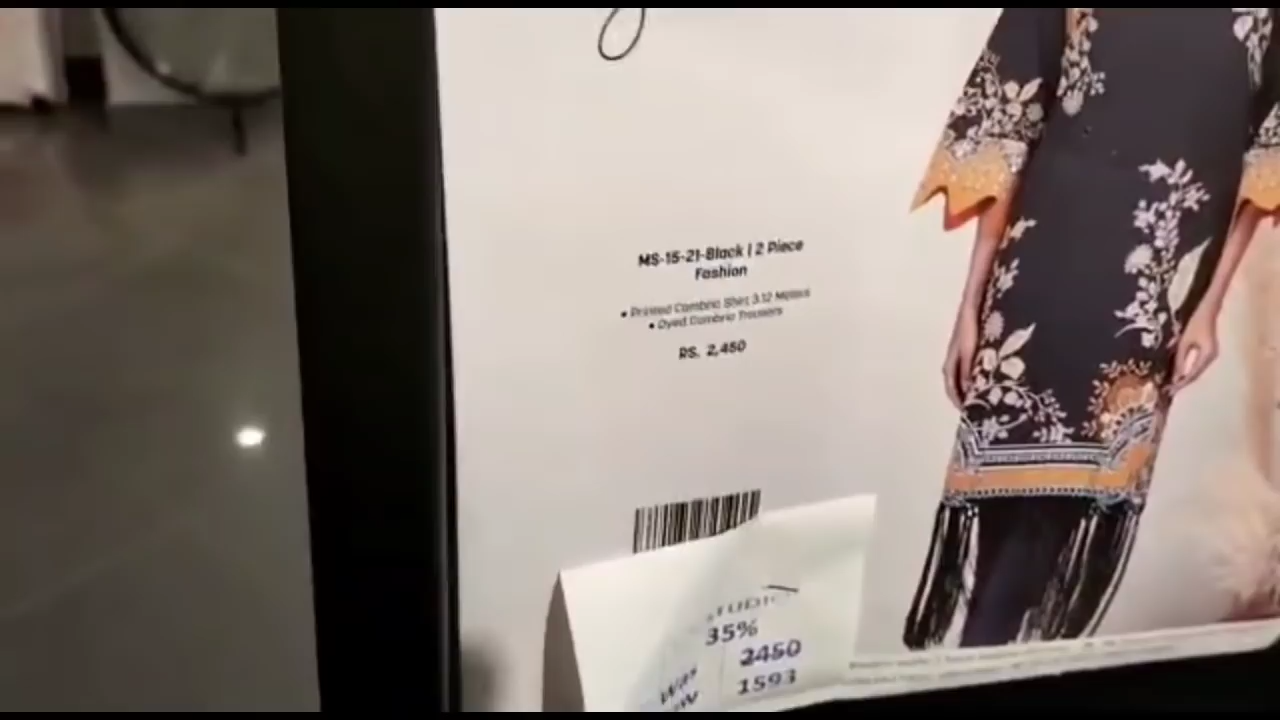 MS-15-21-Black | 2 Piece
Fashion
• Printed Cambric Shirt 3.12 Meters
• Dyed Cambric Trousers
RS. 2,450
35%
2450
Was
1593